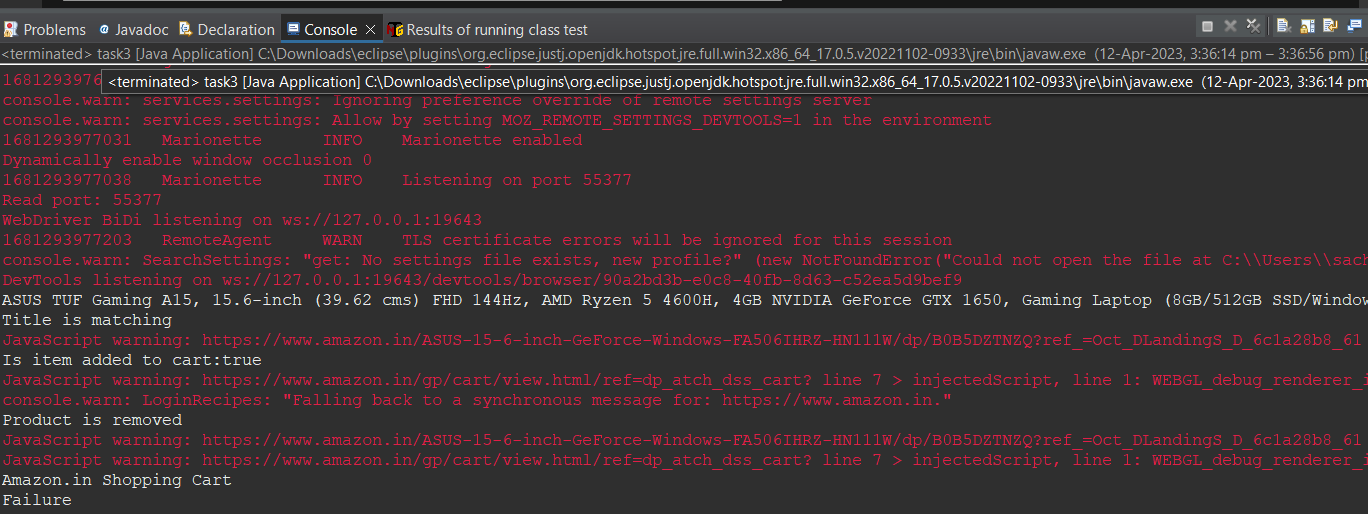 Problems @ Javadoc Declaration Console Results of running class test
<terminated> task3 [Java Application] C:\Downloads\eclipse\plugins\org.eclipse.justj.openjdk.hotspot.jre.full.win32.x86_64_17.0.5.v20221102-0933\jre\bin\javaw.exe (12-Apr-2023, 3:36:14 pm – 3:36:56 pm) [p
1681293976
<terminated> task3 [Java Application] C:\Downloads\eclipse\plugins\org.eclipse.justj.openjdk.hotspot.jre.full.win32.x86_64_17.0.5.v20221102-0933\jre\bin\javaw.exe (12-Apr-2023, 3:36:14 pm
console.warn: services.settings: Ignoring preference override of remote settings server
console.warn: services.settings: Allow by setting MOZ_REMOTE_SETTINGS_DEVTOOLS=1 in the environment
1681293977031 Marionette INFO Marionette enabled
Dynamically enable window occlusion 0
1681293977038 Marionette INFO Listening on port 55377
Read port: 55377
WebDriver BiDi listening on ws://127.0.0.1:19643
1681293977203 RemoteAgent WARN TLS certificate errors will be ignored for this session
console.warn: SearchSettings: "get: No settings file exists, new profile?" (new NotFoundError("Could not open the file at C:\\Users\\sach
DevTools listening on ws://127.0.0.1:19643/devtools/browser/90a2bd3b-e0c8-40fb-8d63-c52ea5d9bef9
ASUS TUF Gaming A15, 15.6-inch (39.62 cms) FHD 144Hz, AMD Ryzen 5 4600H, 4GB NVIDIA GeForce GTX 1650, Gaming Laptop (8GB/512GB SSD/Window
Title is matching
JavaScript warning: https://www.amazon.in/ASUS-15-6-inch-GeForce-Windows-FA506IHRZ-HN111W/dp/B0B5DZTNZQ?ref_=Oct_DLandingS_D_6c1a28b8_61
Is item added to cart:true
JavaScript warning: https://www.amazon.in/gp/cart/view.html/ref=dp_atch_dss_cart? line 7 > injectedScript, line 1: WEBGL_debug_renderer_i
console.warn: LoginRecipes: "Falling back to a synchronous message for: https://www.amazon.in."
Product is removed
JavaScript warning: https://www.amazon.in/ASUS-15-6-inch-GeForce-Windows-FA506IHRZ-HN111W/dp/B0B5DZTNZQ?ref_=Oct_DLandingS_D_6c1a28b8_61
JavaScript warning: https://www.amazon.in/gp/cart/view.html/ref=dp_atch_dss_cart? line 7 > injectedScript, line 1: WEBGL_debug_renderer_i
Amazon.in Shopping Cart
Failure